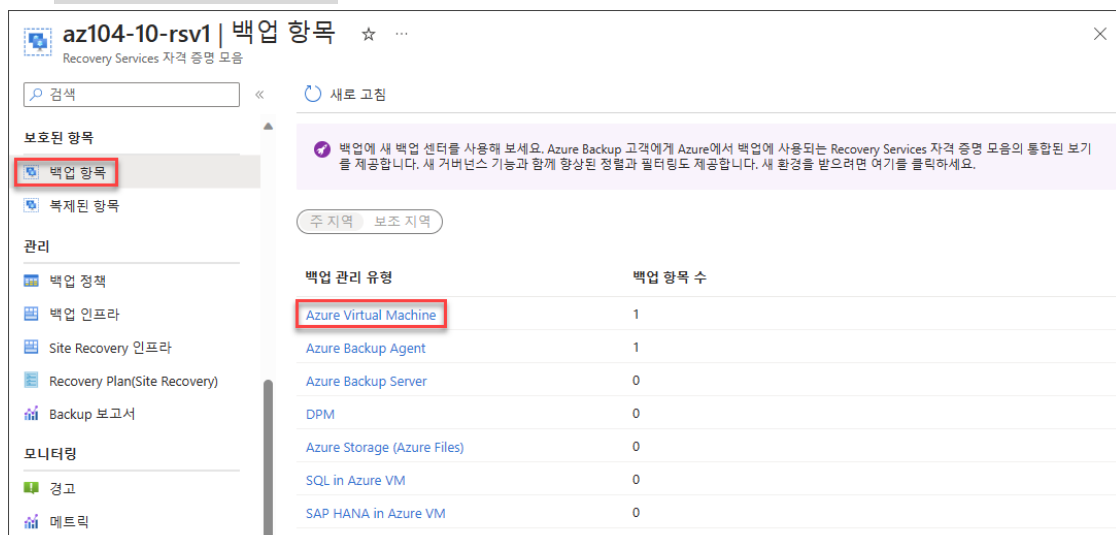 az104-10-rsv1 | 백업 항목 ☆ ···
Recovery Services 자격 증명 모음
검색
새로 고침
보호된 항목
백업 항목
복제된 항목
관리
백업 정책
백업 인프라
Site Recovery 인프라
Recovery Plan(Site Recovery)
Backup 보고서
모니터링
경고
메트릭
백업에 새 백업 센터를 사용해 보세요. Azure Backup 고객에게 Azure에서 백업에 사용되는 Recovery Services 자격 증명 모음의 통합된 보기
를 제공합니다. 새 거버넌스 기능과 함께 향상된 정렬과 필터링도 제공합니다. 새 환경을 받으려면 여기를 클릭하세요.
주 지역 보조 지역
백업 관리 유형 백업 항목 수
Azure Virtual Machine 1
Azure Backup Agent 1
Azure Backup Server 0
DPM 0
Azure Storage (Azure Files) 0
SQL in Azure VM 0
SAP HANA in Azure VM 0